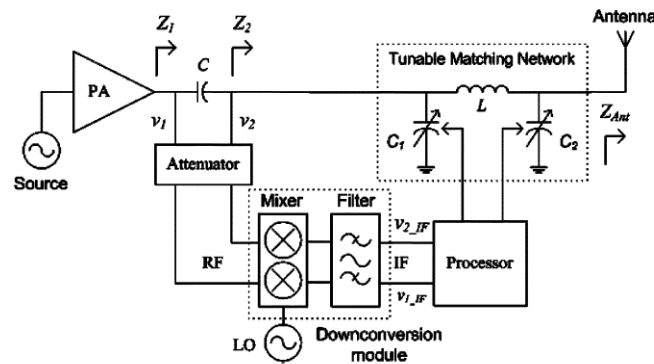 Antenna
Z1
Z2
C
Tunable Matching Network
PA
L
v1
v2
C1
C2
ZAnt
Source
Attenuator
Mixer
Filter
v2_IF
RF
IF
Processor
v1_IF
LO
Downconversion
module